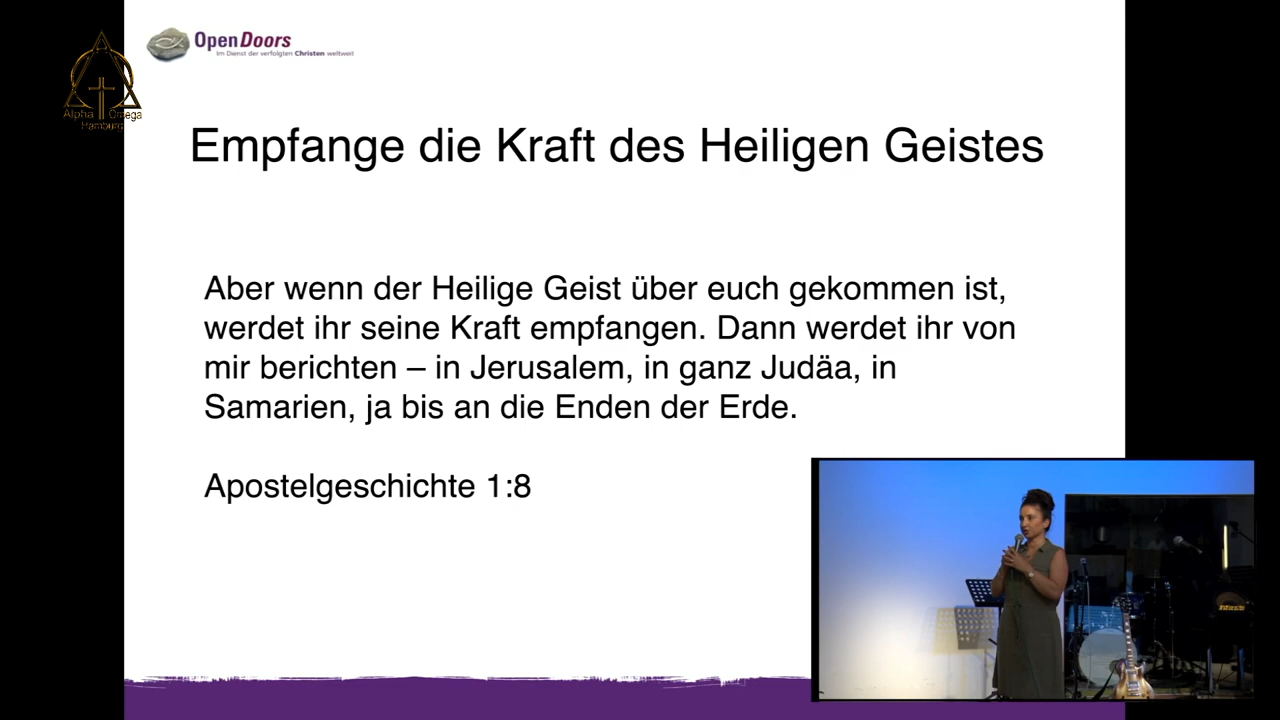 OpenDoors
Im Dienst der verfolgten Christen weltweit
Alpha Omega
Hamburg
Empfange die Kraft des Heiligen Geistes
Aber wenn der Heilige Geist über euch gekommen ist,
werdet ihr seine Kraft empfangen. Dann werdet ihr von
mir berichten – in Jerusalem, in ganz Judäa, in
Samarien, ja bis an die Enden der Erde.
Apostelgeschichte 1:8